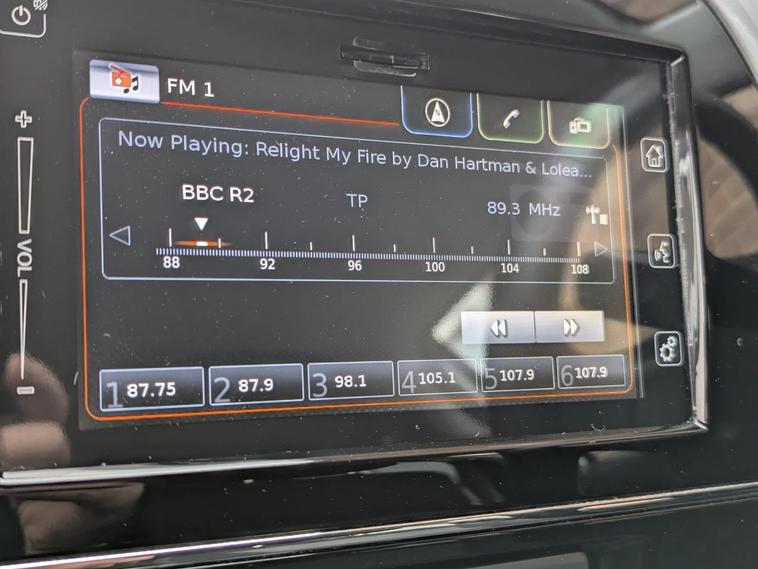 FM 1
Now Playing: Relight My Fire by Dan Hartman & Lolea...
BBC R2 TP 89.3 MHz
88 92 96 100 104 108
1 87.75 2 87.9 3 98.1 4 105.1 5 107.9 6 107.9
+
VOL
-